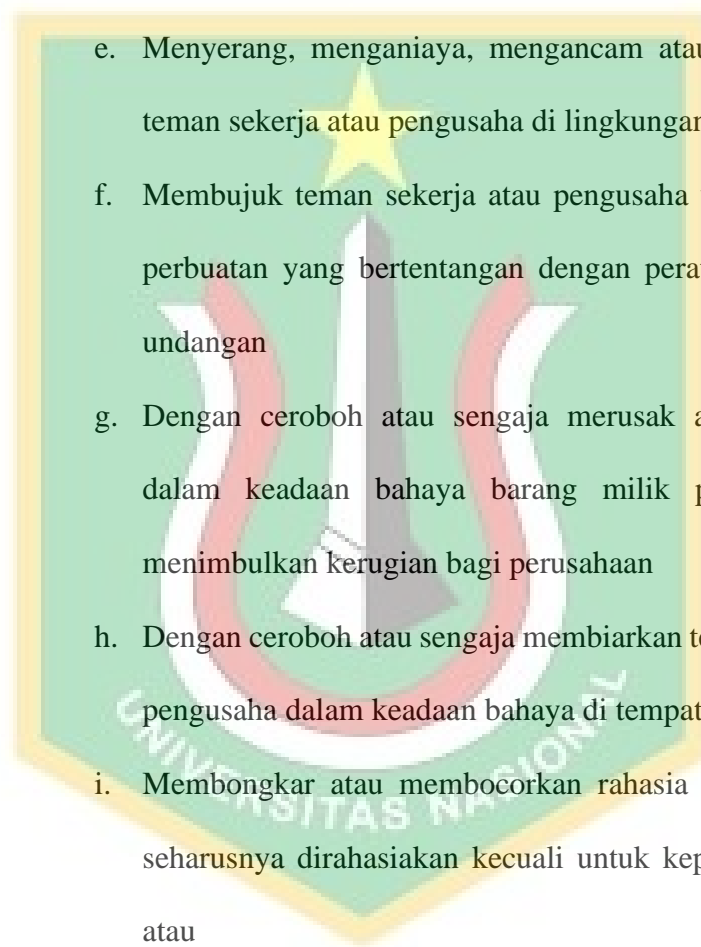 e. Menyerang, menganiaya, mengancam atau
teman sekerja atau pengusaha di lingkungan
f. Membujuk teman sekerja atau pengusaha
perbuatan yang bertentangan dengan
undangan
g. Dengan ceroboh atau sengaja merusak
dalam keadaan bahaya barang milik
menimbulkan kerugian bagi perusahaan
h. Dengan ceroboh atau sengaja membiarkan
pengusaha dalam keadaan bahaya di tempat
i. Membongkar atau membocorkan rahasia
seharusnya dirahasiakan kecuali untuk
atau
UNIVERSITAS NASIONAL